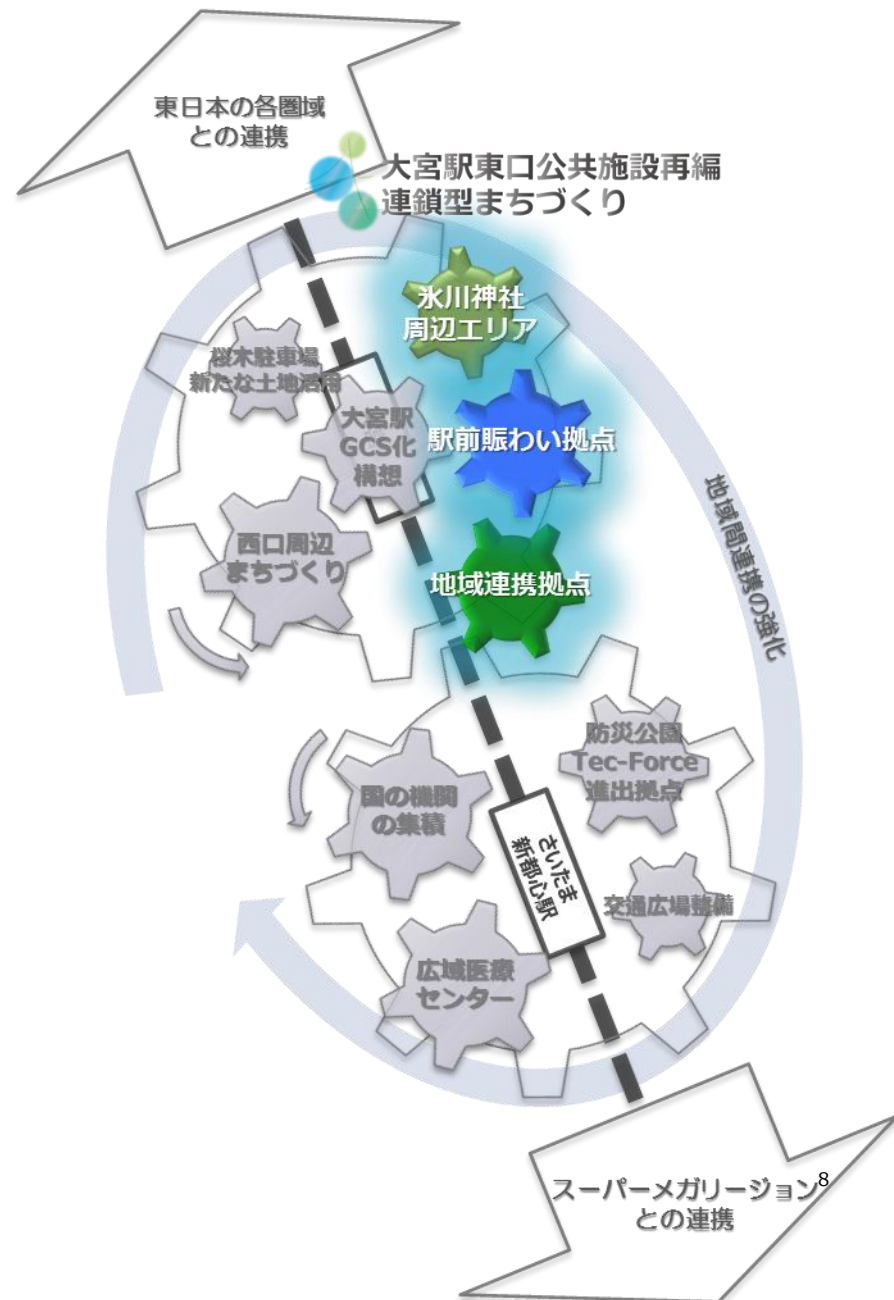 東日本の各圏域
との連携
大宮駅東口公共施設再編
連鎖型まちづくり
氷川神社
周辺エリア
桜木駐車場
新たな土地活用
大宮駅
GCS化
構想
駅前賑わい拠点
西口周辺
まちづくり
地域連携拠点
地域間連携の強化
防災公園
Tec-Force
進出拠点
国の機関
の集積
さいたま
新都心駅
交通広場整備
広域医療
センター
スーパーメガリージョン
との連携
8